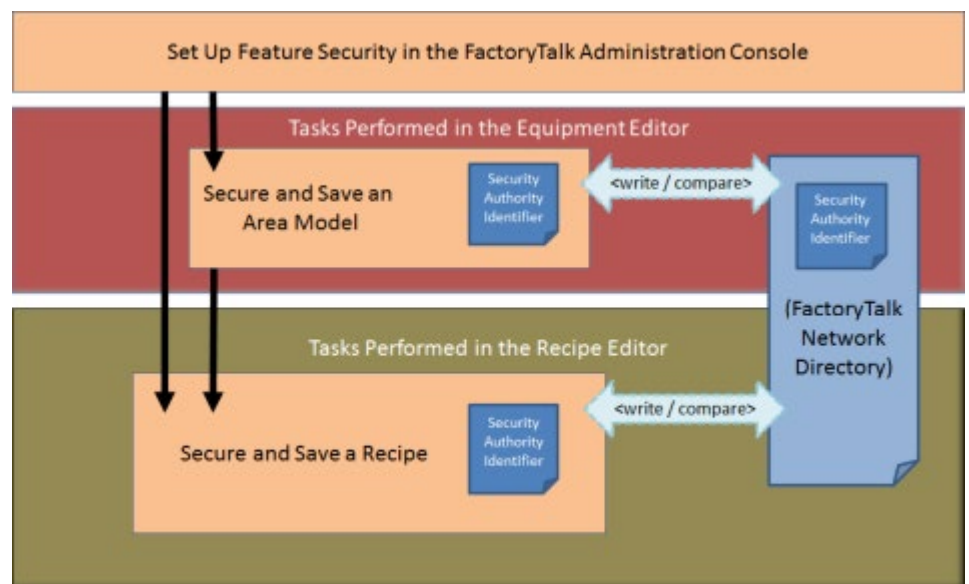 Set Up Feature Security in the FactoryTalk Administration Console
Tasks Performed in the Equipment Editor
Secure and Save an
Area Model
Security
Authority
Identifier
<write / compare>
Security
Authority
Identifier
(FactoryTalk
Network
Directory)
Tasks Performed in the Recipe Editor
Secure and Save a Recipe
Security
Authority
Identifier
<write / compare>